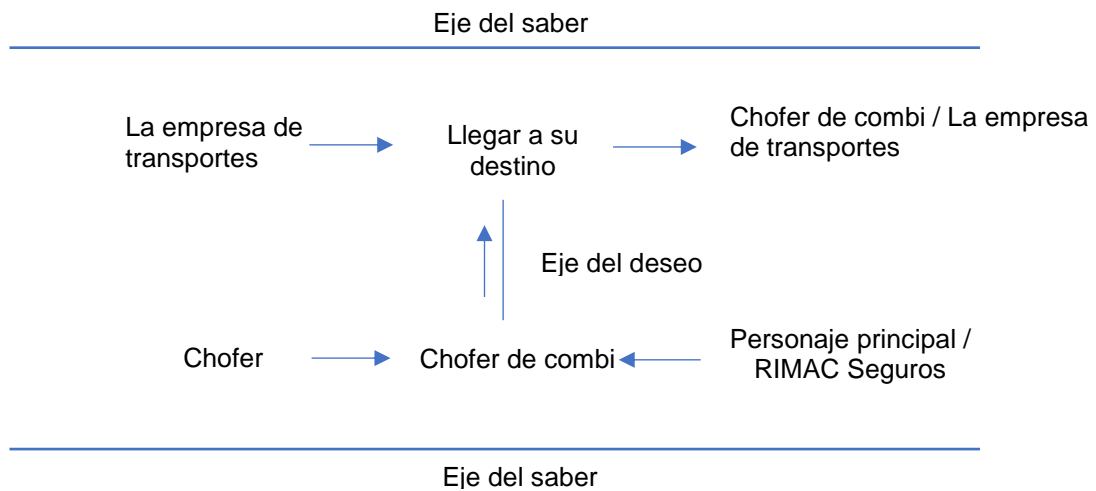 Eje del saber
La empresa de
transportes
Llegar a su
destino
Chofer de combi / La empresa
de transportes
Eje del deseo
Chofer
Chofer de combi
Personaje principal /
RIMAC Seguros
Eje del saber